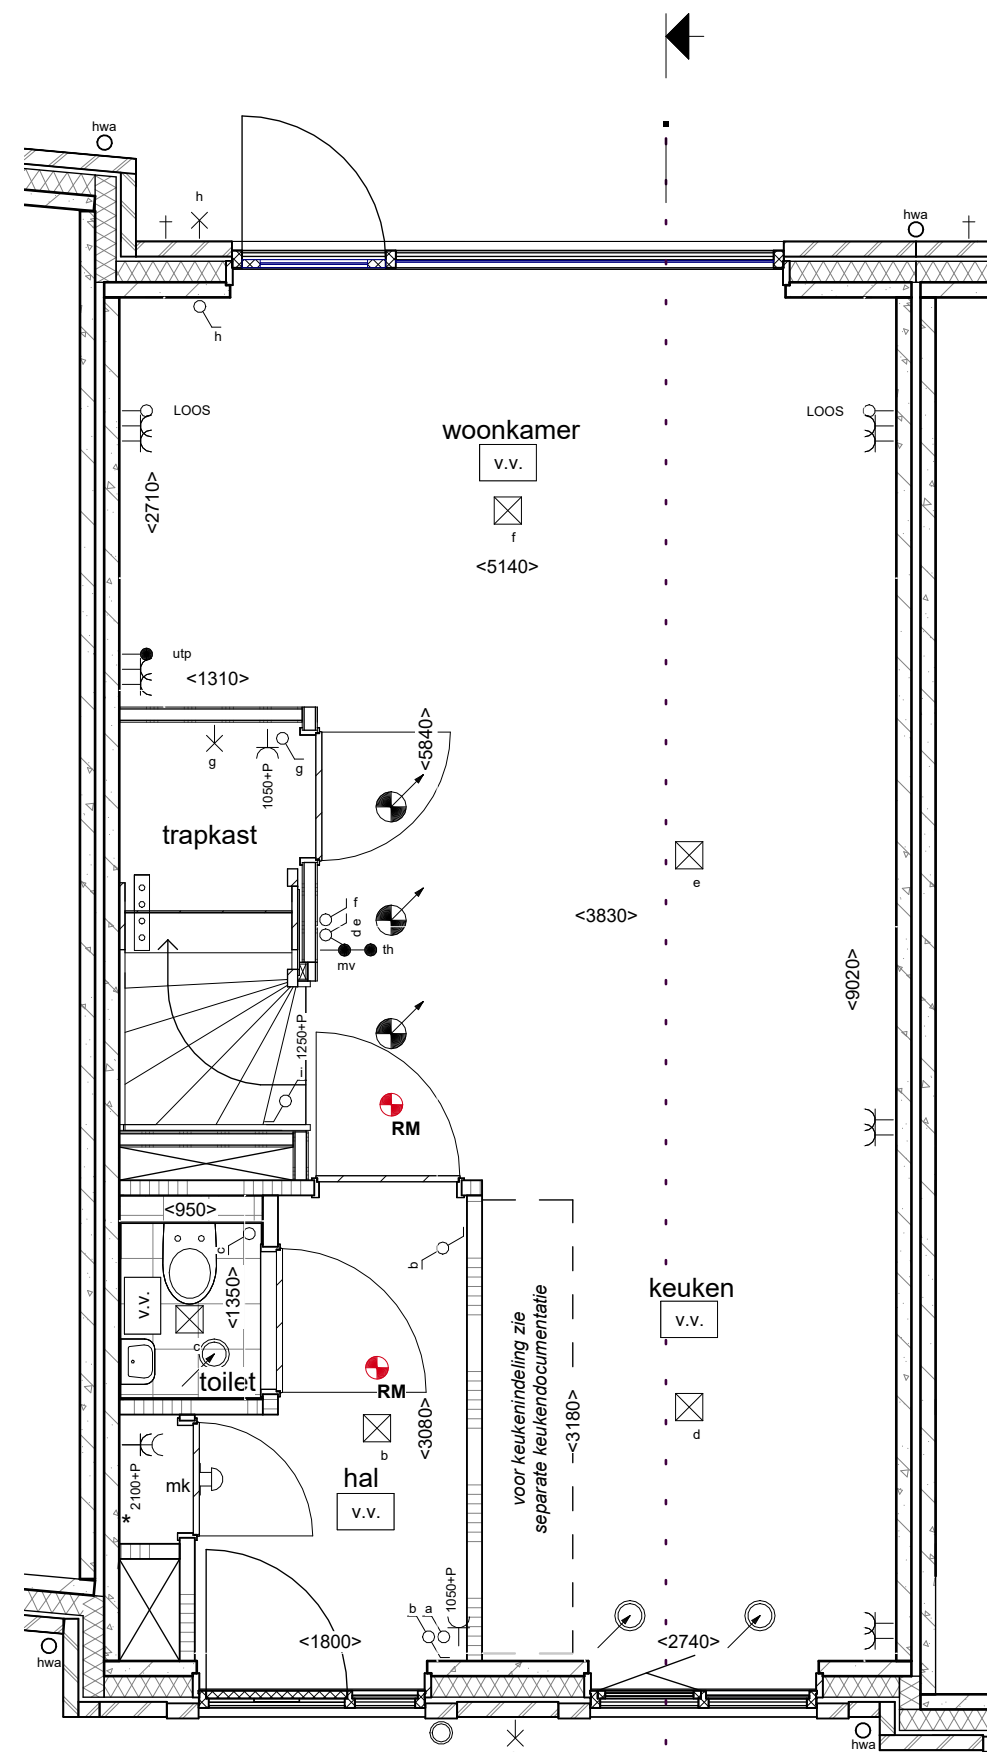 hwa
h
hwa
h
LOOS
LOOS
woonkamer
v.v.
<2710>
f
<5140>
utp
<1310>
<5840>
g
g
1050+P
trapkast
e
f
d e
<3830>
th
mv
<9020>
1250+P
i
RM
<950>
c
b
<1350>
v.v.
keuken
v.v.
c
toilet
RM
voor keukenindeling zie
separate keukendocumentatie
<3180>
<3080>
d
b
hal
v.v.
mk
2100+P
*
1050+P
b a
<1800>
<2740>
hwa
hwa